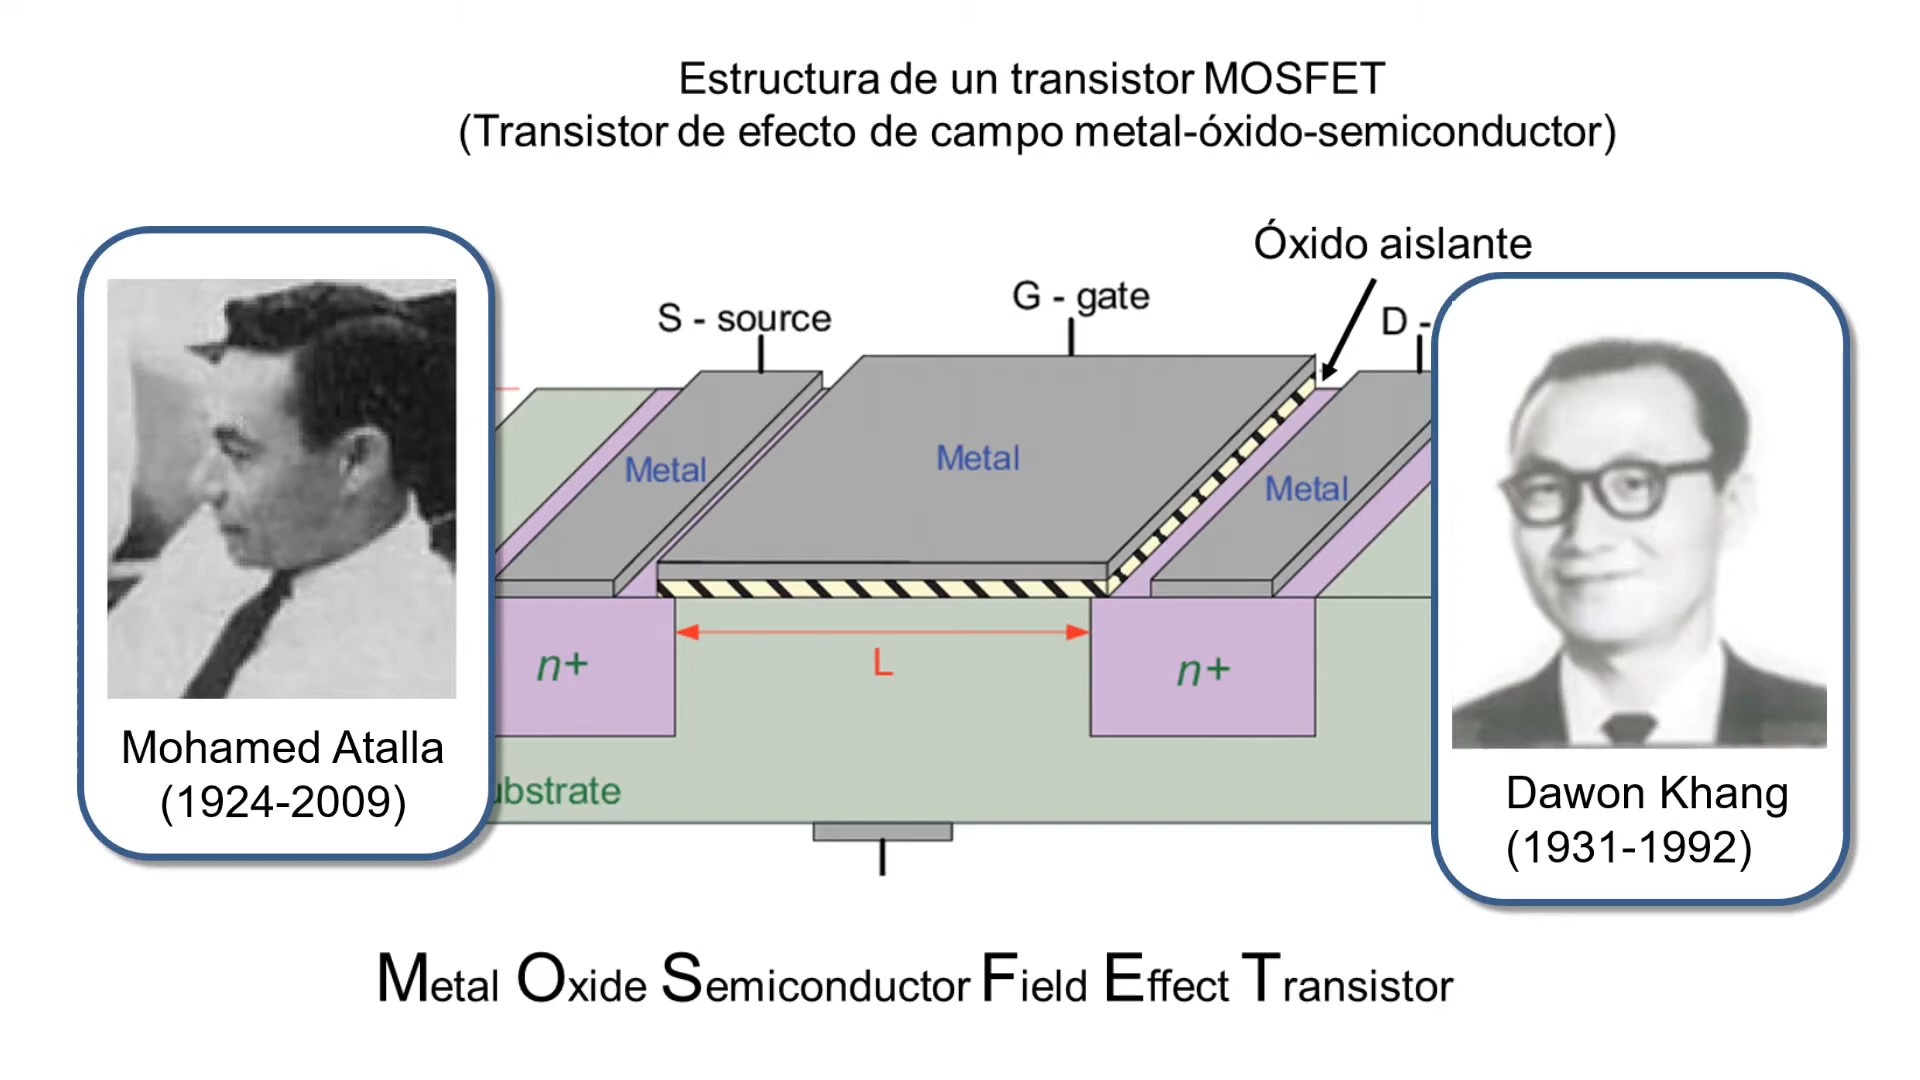 Estructura de un transistor MOSFET
(Transistor de efecto de campo metal-óxido-semiconductor)
Óxido aislante
G - gate
S - source
D -
Metal
Metal
Metal
L
n+
n+
ubstrate
Mohamed Atalla
(1924-2009)
Dawon Khang
(1931-1992)
Metal Oxide Semiconductor Field Effect Transistor